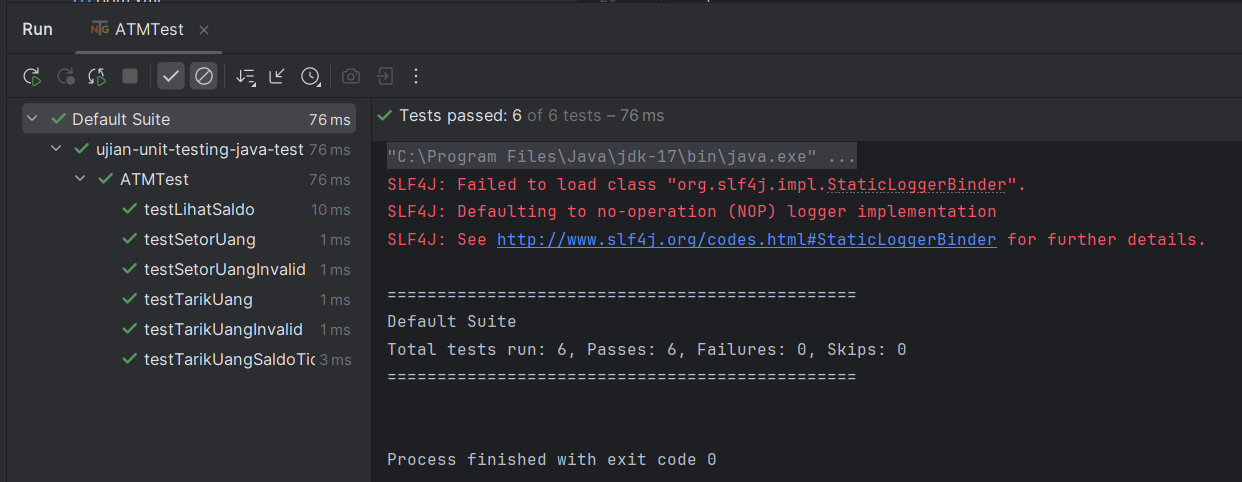 Run ATMTest
Default Suite 76 ms
ujian-unit-testing-java-test 76 ms
ATMTest 76 ms
testLihatSaldo 10 ms
testSetorUang 1 ms
testSetorUangInvalid 1 ms
testTarikUang 1 ms
testTarikUangInvalid 1 ms
testTarikUangSaldoTic 3 ms
Tests passed: 6 of 6 tests – 76 ms
"C:\Program Files\Java\jdk-17\bin\java.exe" ...
SLF4J: Failed to load class "org.slf4j.impl.StaticLoggerBinder".
SLF4J: Defaulting to no-operation (NOP) logger implementation
SLF4J: See http://www.slf4j.org/codes.html#StaticLoggerBinder for further details.
===============================================
Default Suite
Total tests run: 6, Passes: 6, Failures: 0, Skips: 0
===============================================
Process finished with exit code 0